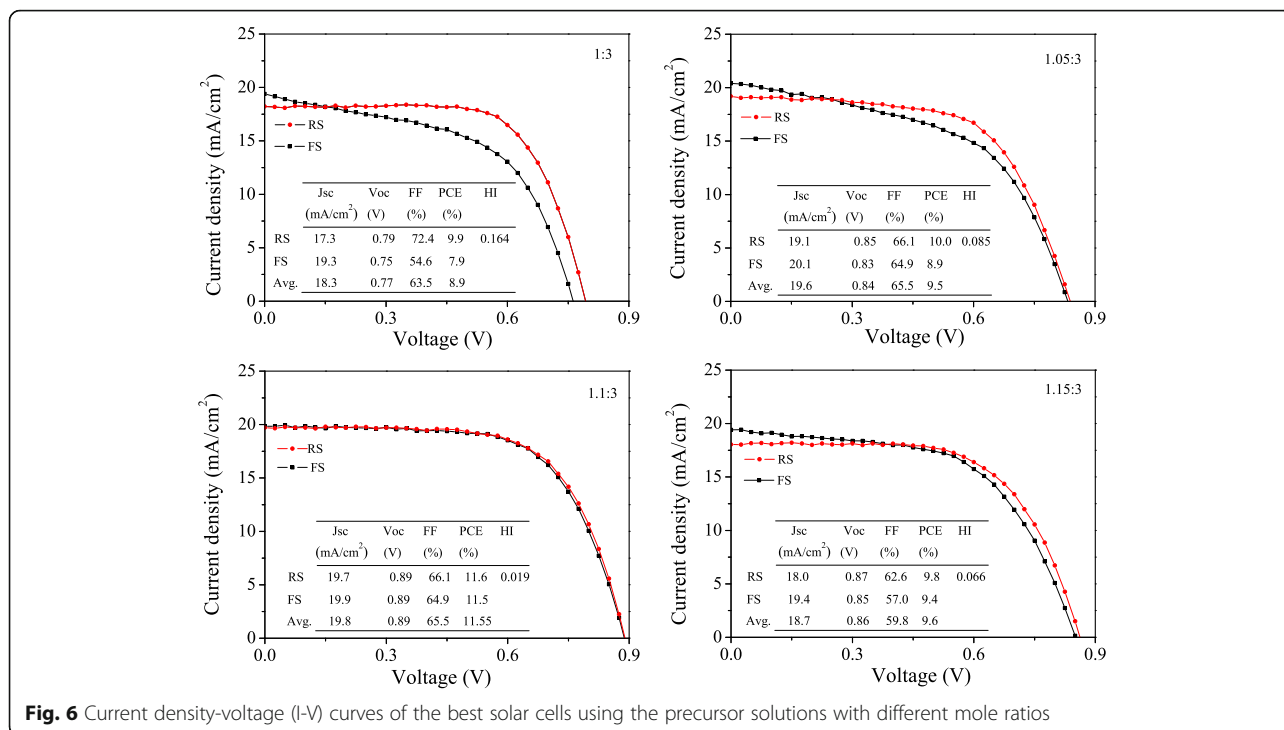 25
20
15
10
5
0
Current density (mA/cm²)
1:3
RS
FS
Jsc Voc FF PCE HI
(mA/cm²) (V) (%) (%)
RS 17.3 0.79 72.4 9.9 0.164
FS 19.3 0.75 54.6 7.9
Avg. 18.3 0.77 63.5 8.9
0.0 0.3 0.6 0.9
Voltage (V)
25
20
15
10
5
0
Current density (mA/cm²)
1.05:3
RS
FS
Jsc Voc FF PCE HI
(mA/cm²) (V) (%) (%)
RS 19.1 0.85 66.1 10.0 0.085
FS 20.1 0.83 64.9 8.9
Avg. 19.6 0.84 65.5 9.5
0.0 0.3 0.6 0.9
Voltage (V)
25
20
15
10
5
0
Current density (mA/cm²)
1.1:3
RS
FS
Jsc Voc FF PCE HI
(mA/cm²) (V) (%) (%)
RS 19.7 0.89 66.1 11.6 0.019
FS 19.9 0.89 64.9 11.5
Avg. 19.8 0.89 65.5 11.55
0.0 0.3 0.6 0.9
Voltage (V)
25
20
15
10
5
0
Current density (mA/cm²)
1.15:3
RS
FS
Jsc Voc FF PCE HI
(mA/cm²) (V) (%) (%)
RS 18.0 0.87 62.6 9.8 0.066
FS 19.4 0.85 57.0 9.4
Avg. 18.7 0.86 59.8 9.6
0.0 0.3 0.6 0.9
Voltage (V)
Fig. 6 Current density-voltage (I-V) curves of the best solar cells using the precursor solutions with different mole ratios